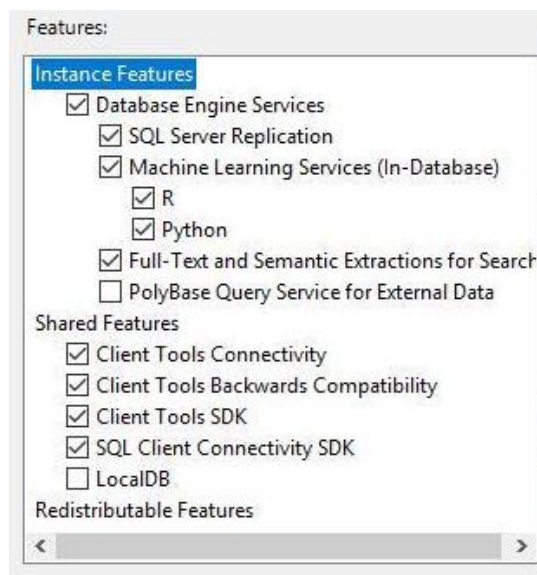 Features:
Instance Features
Database Engine Services
SQL Server Replication
Machine Learning Services (In-Database)
R
Python
Full-Text and Semantic Extractions for Search
PolyBase Query Service for External Data
Shared Features
Client Tools Connectivity
Client Tools Backwards Compatibility
Client Tools SDK
SQL Client Connectivity SDK
LocalDB
Redistributable Features